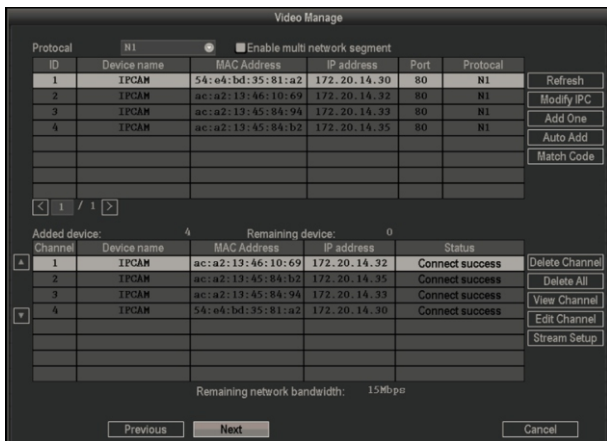 Video Manage
Protocal N1 Enable multi network segment
ID Device name MAC Address IP address Port Protocal
1 IPCAM 54:e4:bd:35:81:a2 172.20.14.30 80 N1 Refresh
2 IPCAM ac:a2:13:46:10:69 172.20.14.32 80 N1 Modify IPC
3 IPCAM ac:a2:13:45:84:94 172.20.14.33 80 N1 Add One
4 IPCAM ac:a2:13:45:84:b2 172.20.14.35 80 N1 Auto Add
Match Code
< 1 / 1 >
Added device: 4 Remaining device: 0
Channel Device name MAC Address IP address Status
1 IPCAM ac:a2:13:46:10:69 172.20.14.32 Connect success Delete Channel
2 IPCAM ac:a2:13:45:84:b2 172.20.14.35 Connect success Delete All
3 IPCAM ac:a2:13:45:84:94 172.20.14.33 Connect success View Channel
4 IPCAM 54:e4:bd:35:81:a2 172.20.14.30 Connect success Edit Channel
Stream Setup
Remaining network bandwidth: 15Mbps
Previous Next Cancel